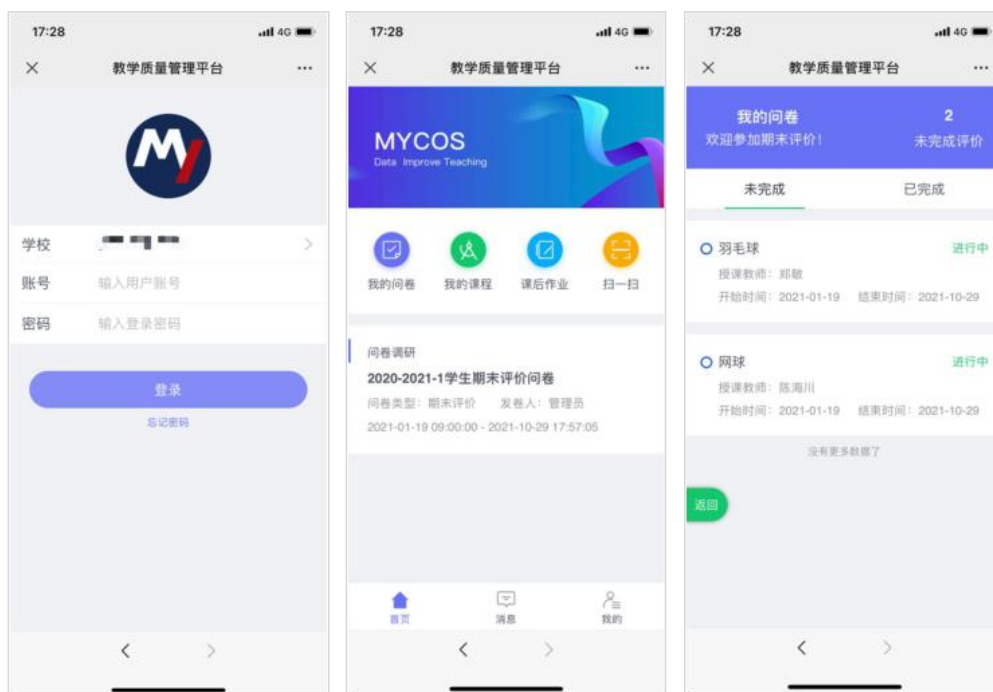 17:28
4G
教学质量管理平台
My
学校
账号 输入用户账号
密码 输入登录密码
登录
忘记密码
17:28
4G
教学质量管理平台
MYCOS
Data Improve Teaching
我的问卷 我的课程 课后作业 扫一扫
问卷调研
2020-2021-1学生期末评价问卷
问卷类型：期末评价 发卷人：管理员
2021-01-19 09:00:00 - 2021-10-29 17:57:05
首页 消息 我的
17:28
4G
教学质量管理平台
我的问卷 2
欢迎参加期末评价！ 未完成评价
未完成 已完成
羽毛球 进行中
授课教师：郑敏
开始时间：2021-01-19 结束时间：2021-10-29
网球 进行中
授课教师：陈海川
开始时间：2021-01-19 结束时间：2021-10-29
没有更多数据了
返回